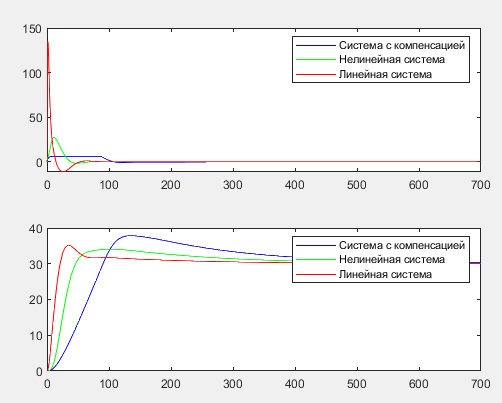 150
100
50
0
0 100 200 300 400 500 600 700
Система с компенсацией
Нелинейная система
Линейная система
40
30
20
10
0
0 100 200 300 400 500 600 700
Система с компенсацией
Нелинейная система
Линейная система